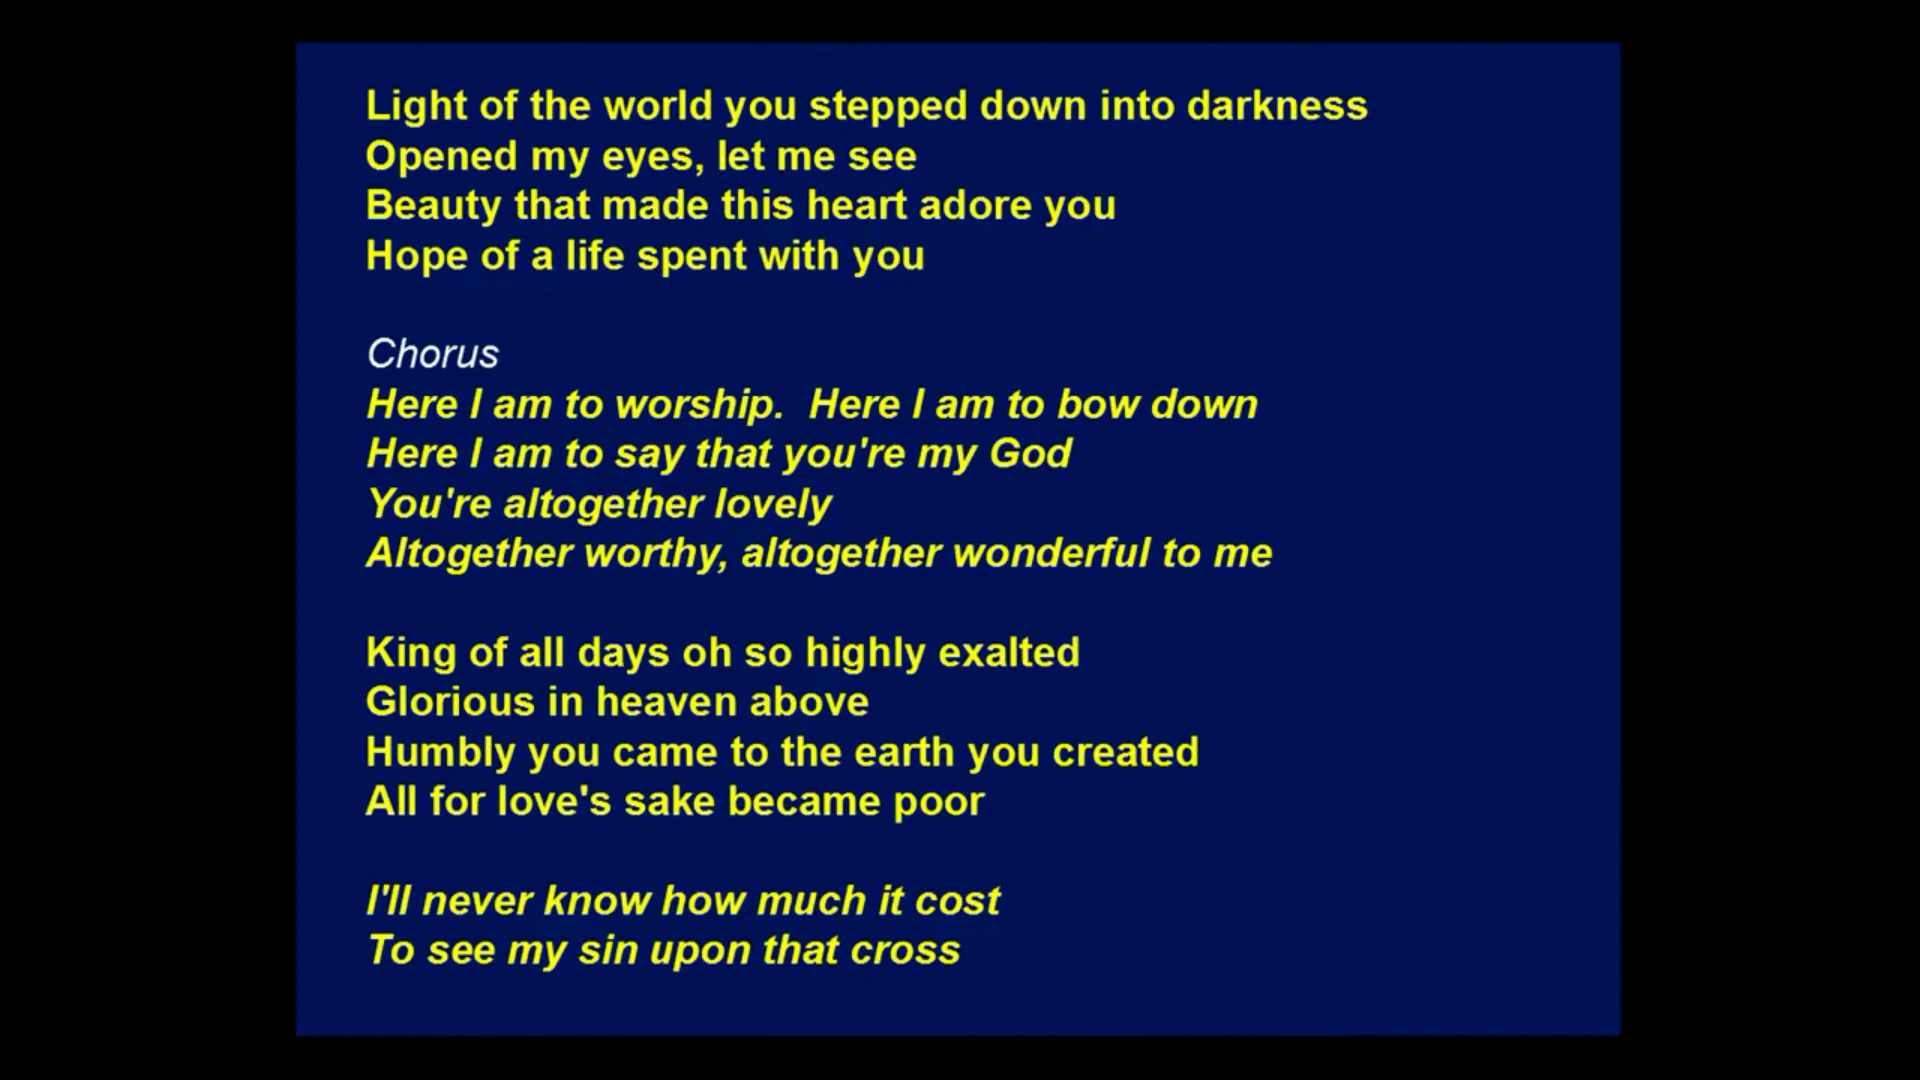 Light of the world you stepped down into darkness
Opened my eyes, let me see
Beauty that made this heart adore you
Hope of a life spent with you
Chorus
Here I am to worship.  Here I am to bow down
Here I am to say that you're my God
You're altogether lovely
Altogether worthy, altogether wonderful to me
King of all days oh so highly exalted
Glorious in heaven above
Humbly you came to the earth you created
All for love's sake became poor
I'll never know how much it cost
To see my sin upon that cross